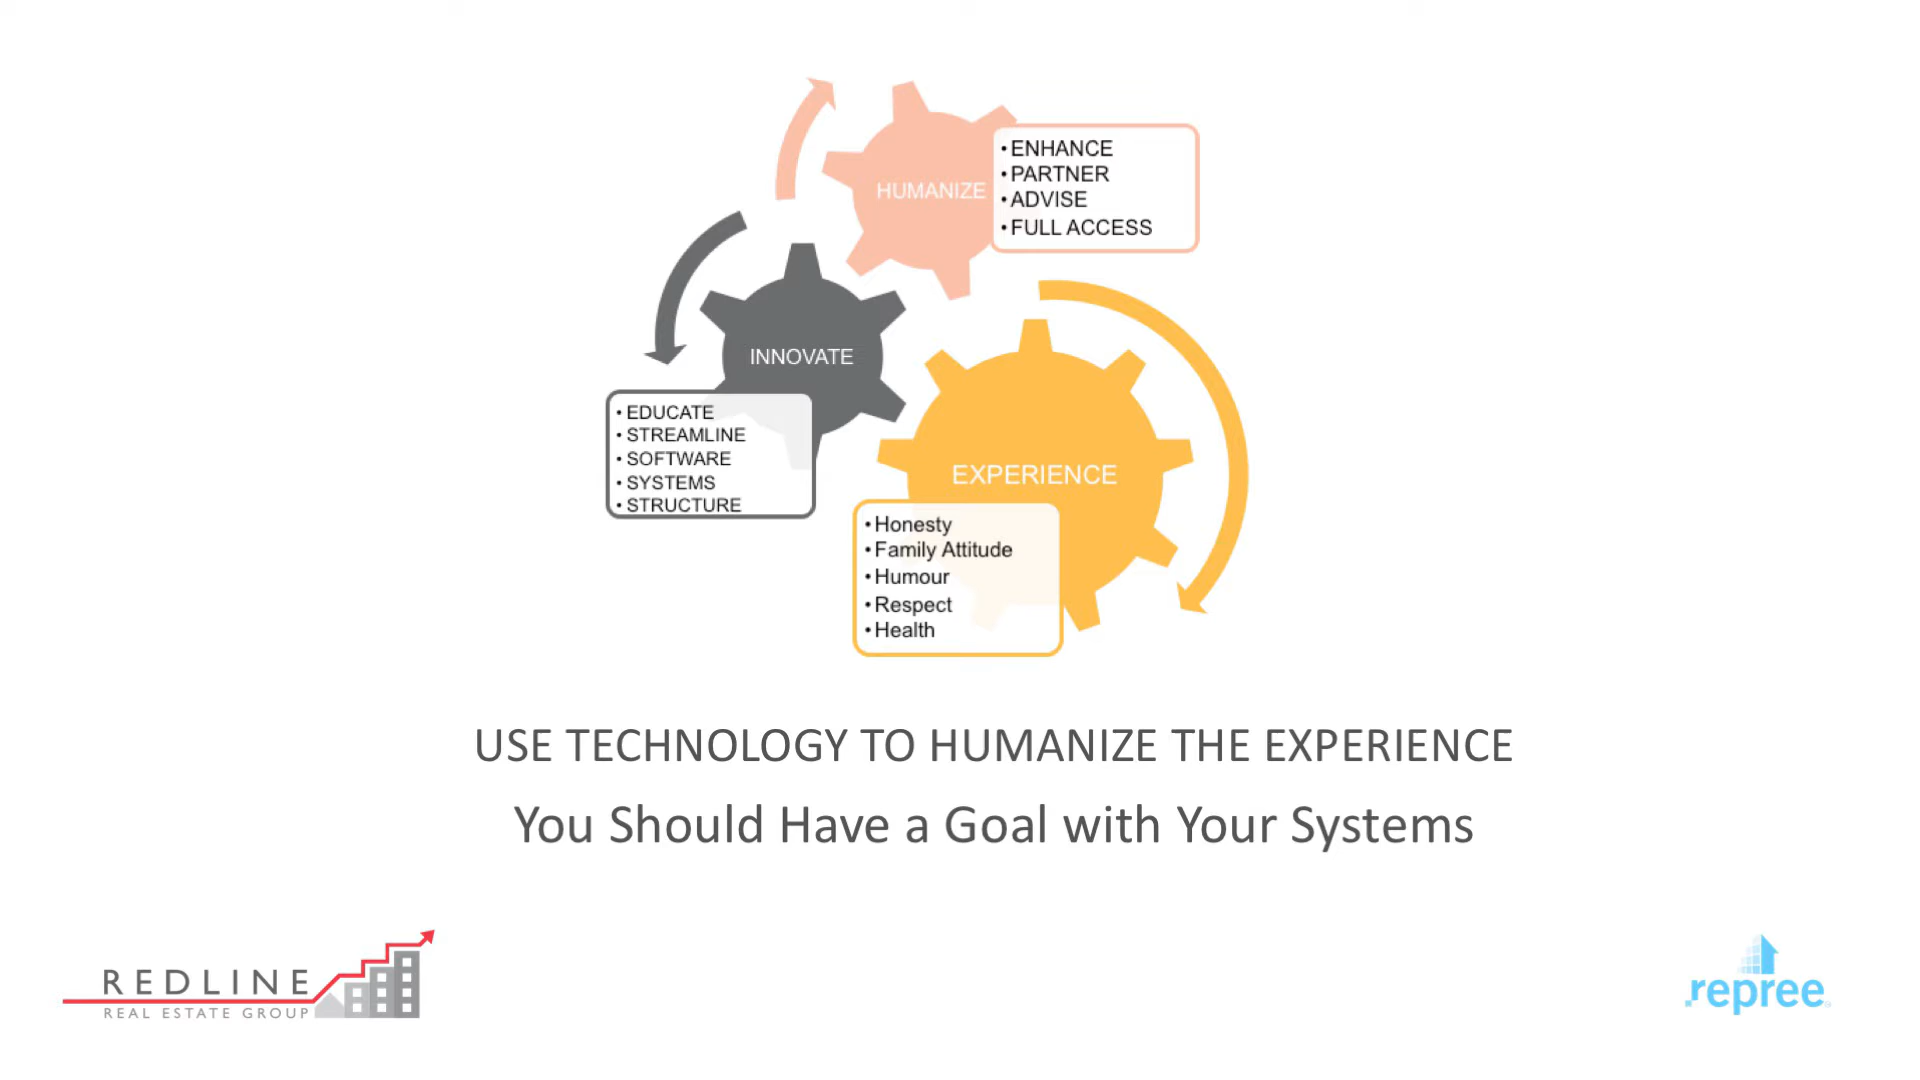 HUMANIZE
• ENHANCE
• PARTNER
• ADVISE
• FULL ACCESS
INNOVATE
• EDUCATE
• STREAMLINE
• SOFTWARE
• SYSTEMS
• STRUCTURE
EXPERIENCE
• Honesty
• Family Attitude
• Humour
• Respect
• Health
USE TECHNOLOGY TO HUMANIZE THE EXPERIENCE
You Should Have a Goal with Your Systems
REDLINE
REAL ESTATE GROUP
.repree